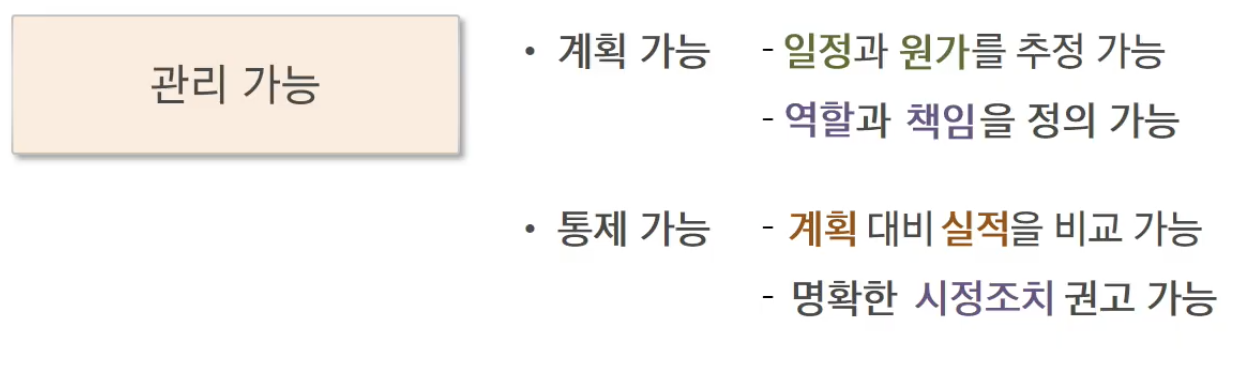 관리 가능
• 계획 가능 - 일정과 원가를 추정 가능
- 역할과 책임을 정의 가능
• 통제 가능 - 계획 대비 실적을 비교 가능
- 명확한 시정조치 권고 가능